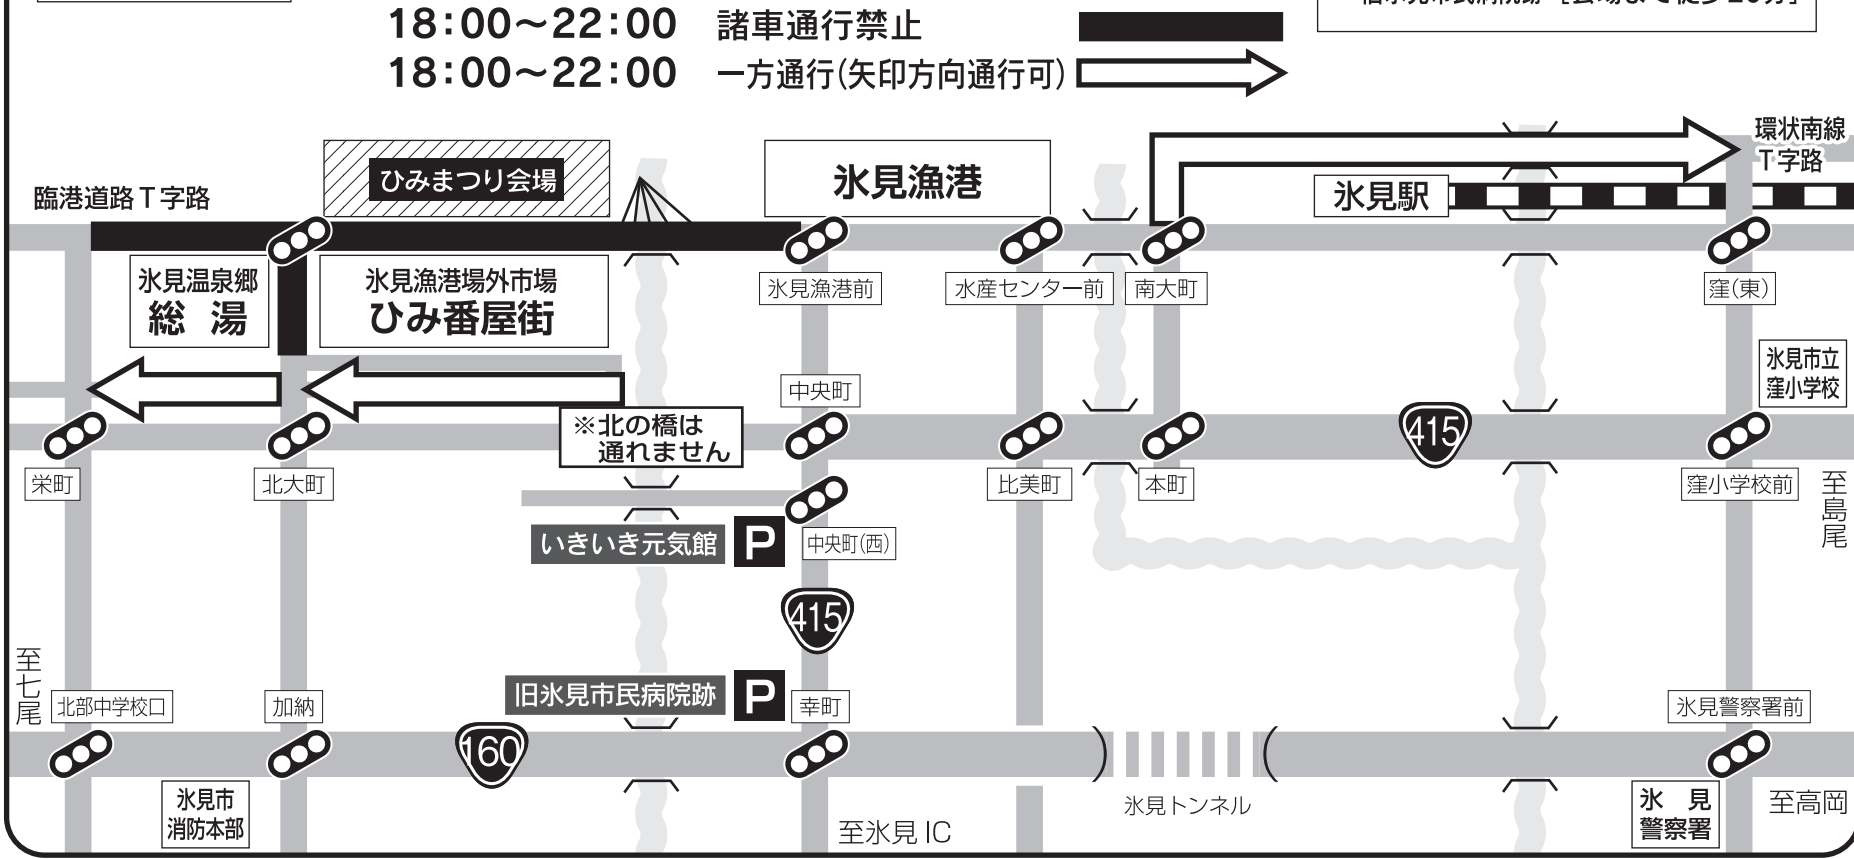 18:00～22:00 諸車通行禁止
18:00～22:00 一方通行(矢印方向通行可)
環状南線
T字路
臨港道路T字路
ひみまつり会場
氷見漁港
氷見駅
氷見温泉郷
総湯
氷見漁港場外市場
ひみ番屋街
氷見漁港前
水産センター前
南大町
窪(東)
氷見市立
窪小学校
中央町
※北の橋は
通れません
415
栄町
北大町
比美町
本町
窪小学校前
至島尾
いきいき元気館
P
中央町(西)
415
至七尾
旧氷見市民病院跡
P
北部中学校口
加納
幸町
氷見警察署前
160
氷見市
消防本部
氷見トンネル
氷見
警察署
至高岡
至氷見IC